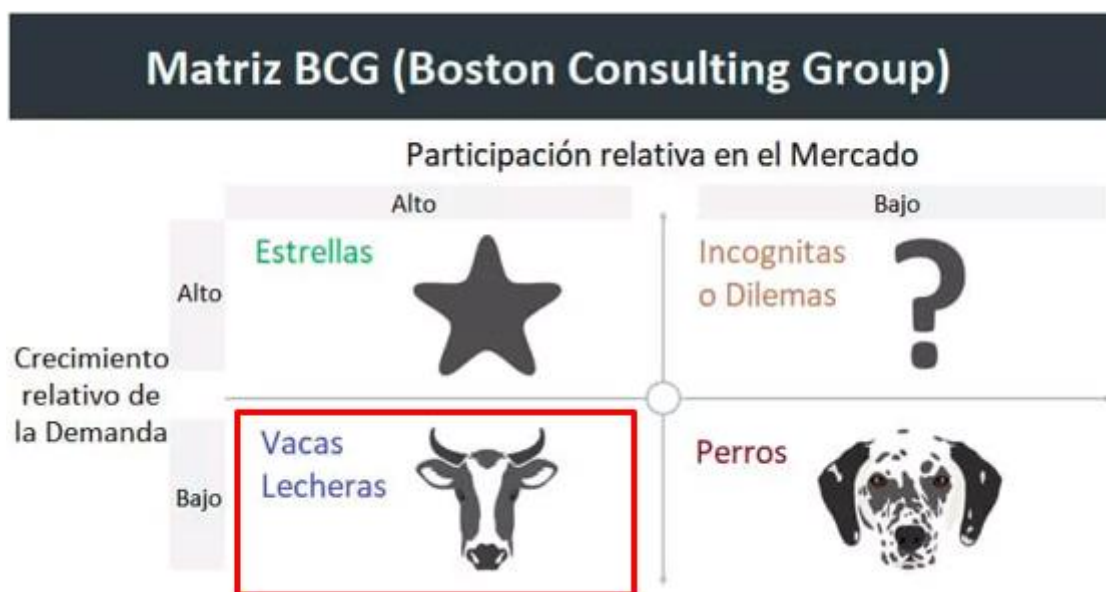 Matriz BCG (Boston Consulting Group)
Participación relativa en el Mercado
Alto
Bajo
Alto
Estrellas
Incognitas
o Dilemas
?
Crecimiento
relativo de
la Demanda
Bajo
Vacas
Lecheras
Perros